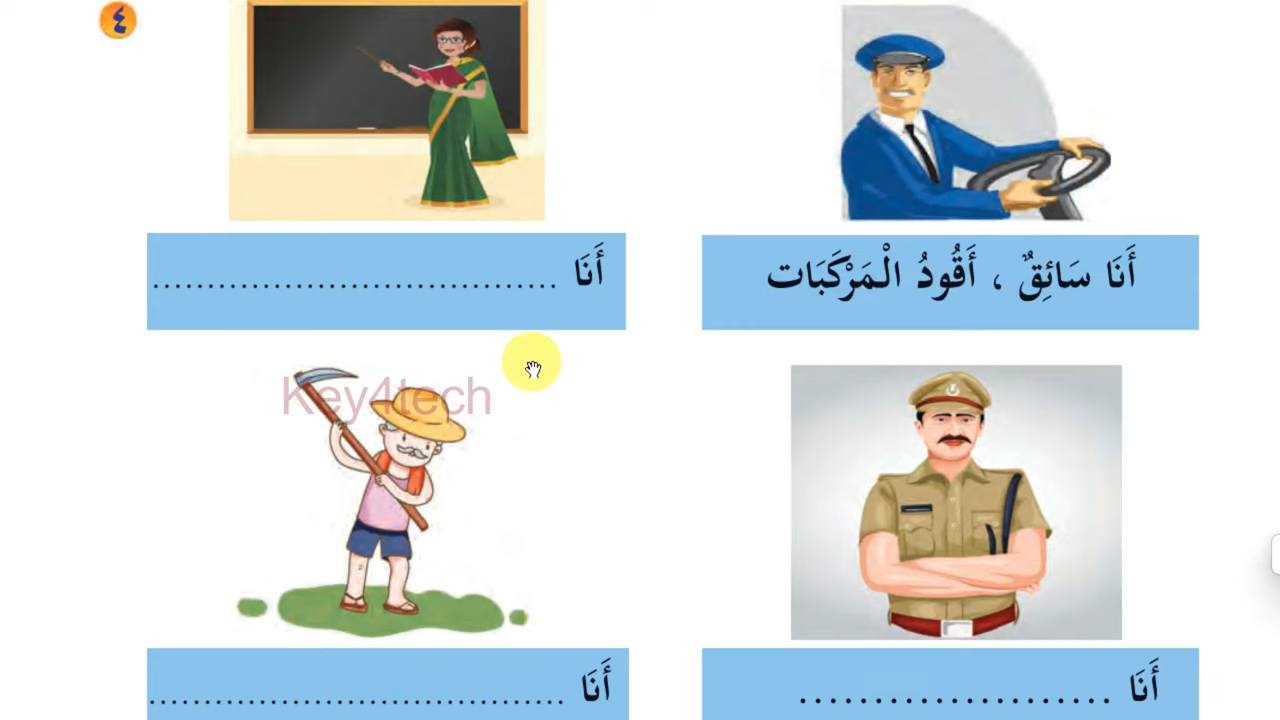 ٤
أَنَا سَائِقٌ ، أَقُودُ الْمَرْكَبَات
أَنَا .....................................
Key4tech
أَنَا .....................
أَنَا ......................................